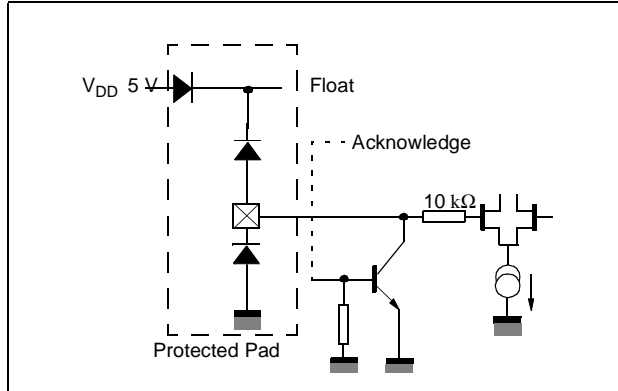 V_DD 5 V
Float
Acknowledge
10 kΩ
Protected Pad